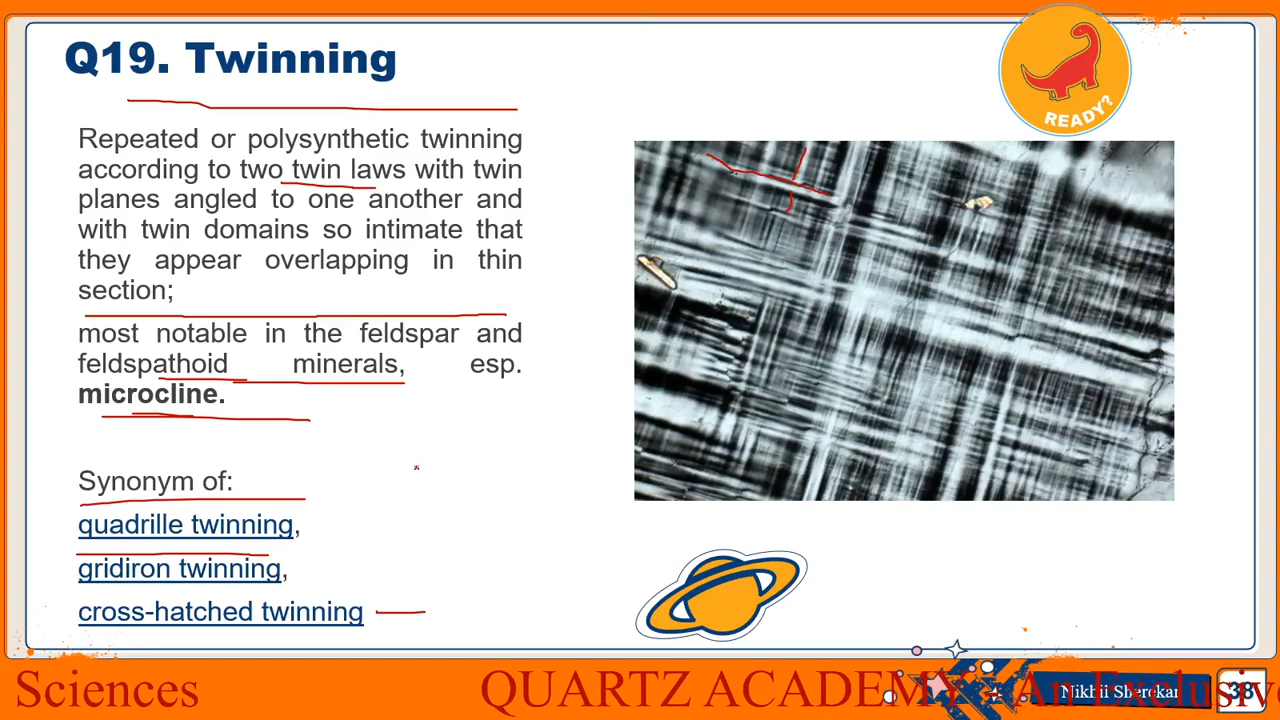 Q19. Twinning
READY?
Repeated or polysynthetic twinning
according to two twin laws with twin
planes angled to one another and
with twin domains so intimate that
they appear overlapping in thin
section;
most notable in the feldspar and
feldspathoid minerals, esp.
microcline.
Synonym of:
quadrille twinning,
gridiron twinning,
cross-hatched twinning
Sciences QUARTZ ACADEMY - An Exclusive
Nikhil Sherekar
38